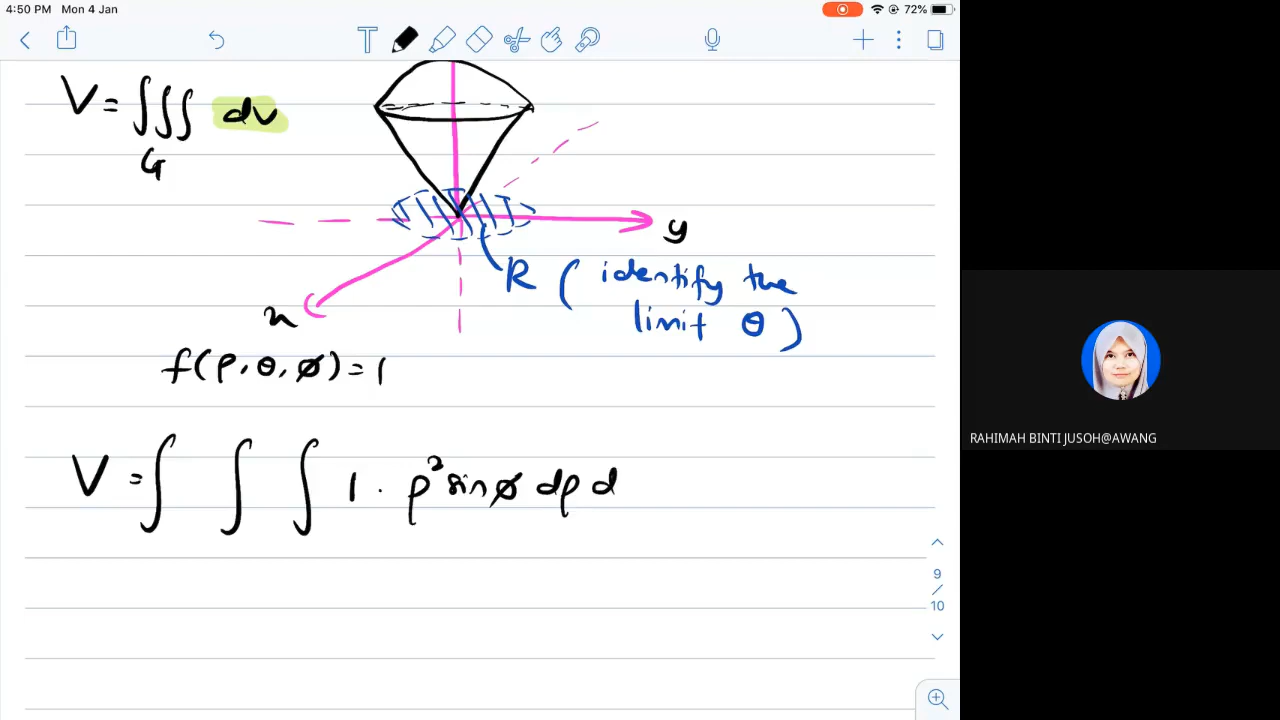 4:50 PM Mon 4 Jan
72%
V = ∭ dv
G
y
R ( identify the
limit θ )
x
f(ρ, θ, ø) = 1
V = ∫ ∫ ∫ 1 · ρ² sin ø dρ d
RAHIMAH BINTI JUSOH@AWANG
9
/
10